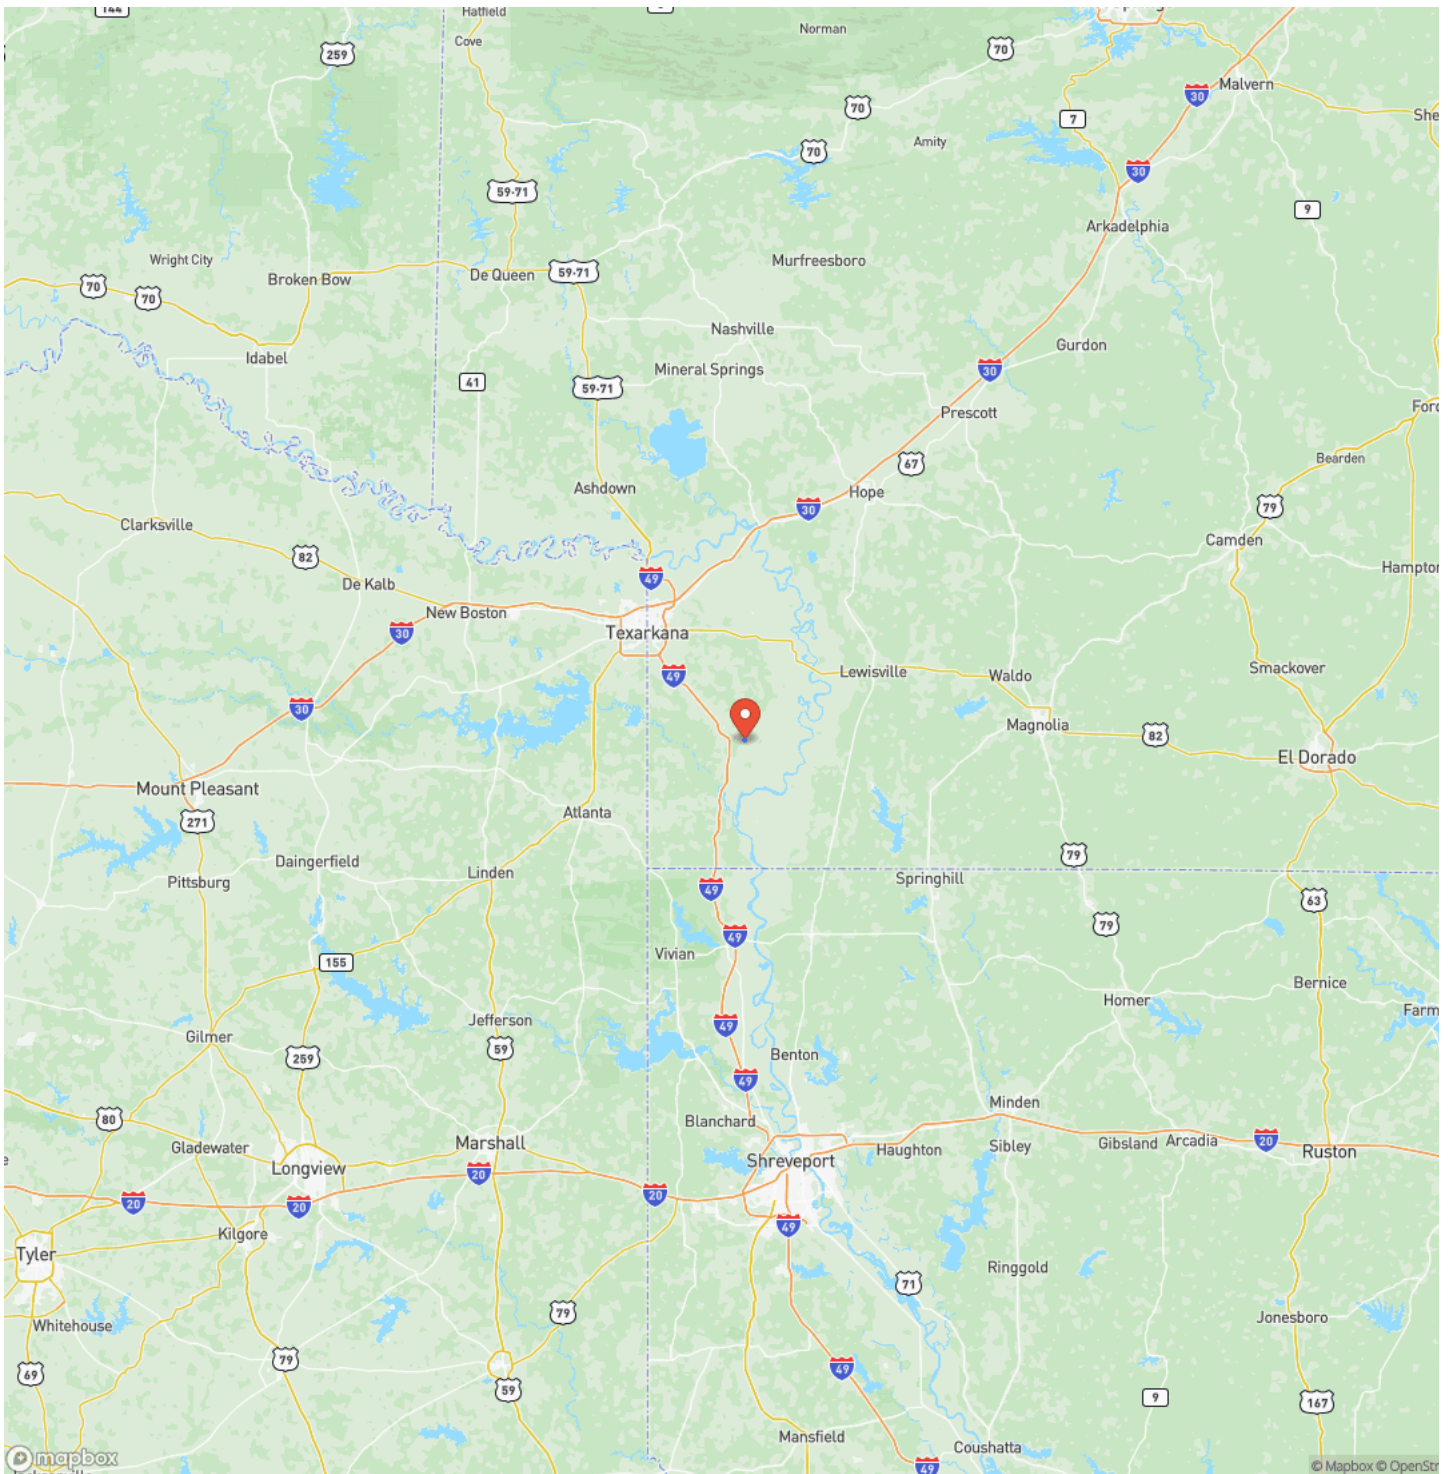 144
Hatfield
Norman
259
Cove
70
Malvern
30
70
7
She
Amity
70
30
59-71
9
Arkadelphia
Wright City
Murfreesboro
Broken Bow
De Queen
59-71
70
70
Nashville
Gurdon
Idabel
Mineral Springs
30
41
59-71
Prescott
Ford
67
Bearden
Ashdown
Hope
30
79
Clarksville
Camden
82
Hampton
De Kalb
49
New Boston
30
Texarkana
Lewisville
Waldo
Smackover
49
30
Magnolia
82
El Dorado
Mount Pleasant
Atlanta
271
Daingerfield
79
Linden
Pittsburg
Springhill
49
63
79
49
Vivian
155
Bernice
Homer
Farm
Jefferson
49
Gilmer
59
259
Benton
49
80
Minden
Blanchard
Gladewater
Marshall
Haughton
Sibley
Gibsland
Arcadia
20
Ruston
Longview
Shreveport
20
20
20
20
49
Kilgore
Tyler
Ringgold
71
79
Whitehouse
Jonesboro
69
79
49
59
9
167
Mansfield
Coushatta
mapbox
49
© Mapbox © OpenStr